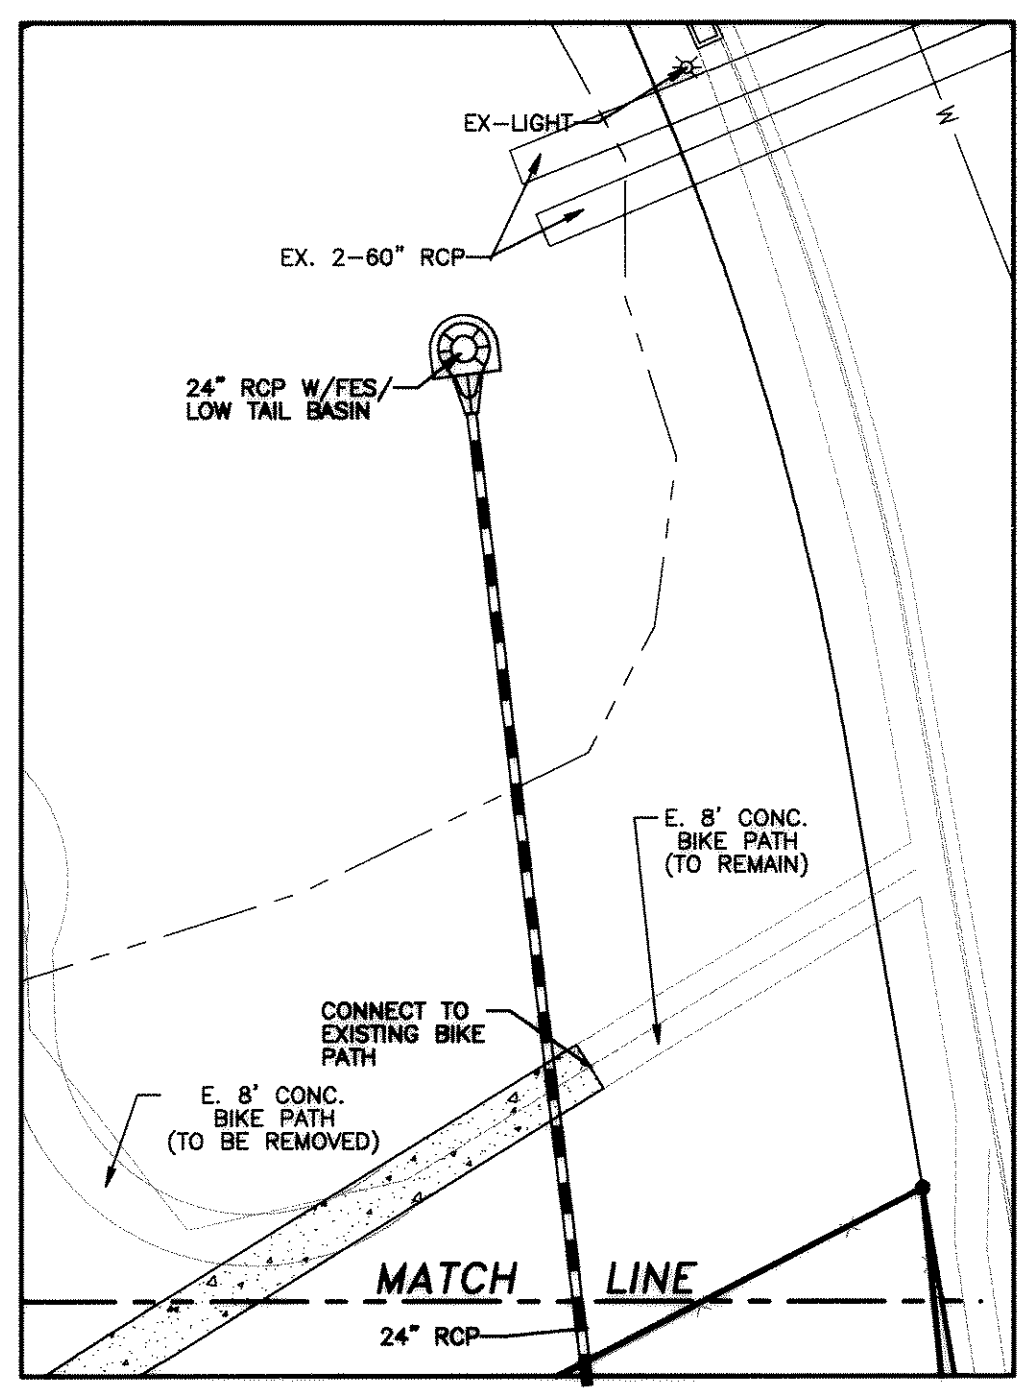 EX-LIGHT
W
EX. 2-60" RCP
24" RCP W/FES/
LOW TAIL BASIN
E. 8' CONC.
BIKE PATH
(TO REMAIN)
CONNECT TO
EXISTING BIKE
PATH
E. 8' CONC.
BIKE PATH
(TO BE REMOVED)
MATCH LINE
24" RCP